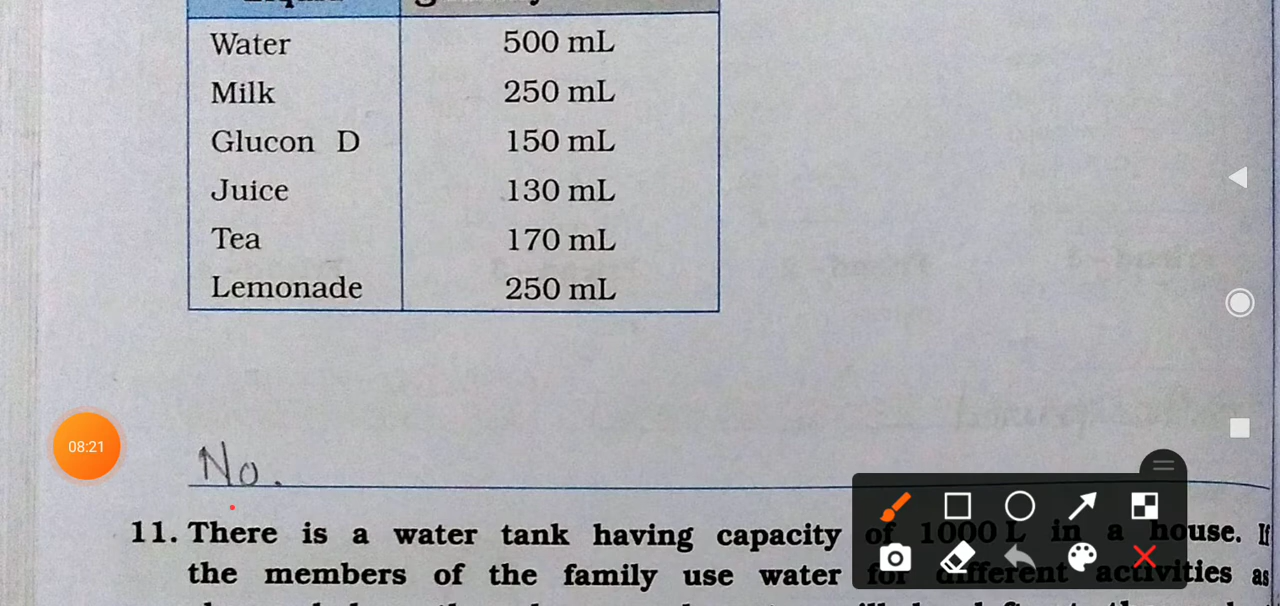 Water 500 mL
Milk 250 mL
Glucon D 150 mL
Juice 130 mL
Tea 170 mL
Lemonade 250 mL
No.
08:21
11. There is a water tank having capacity of 1000 L in a house. If
the members of the family use water for different activities as